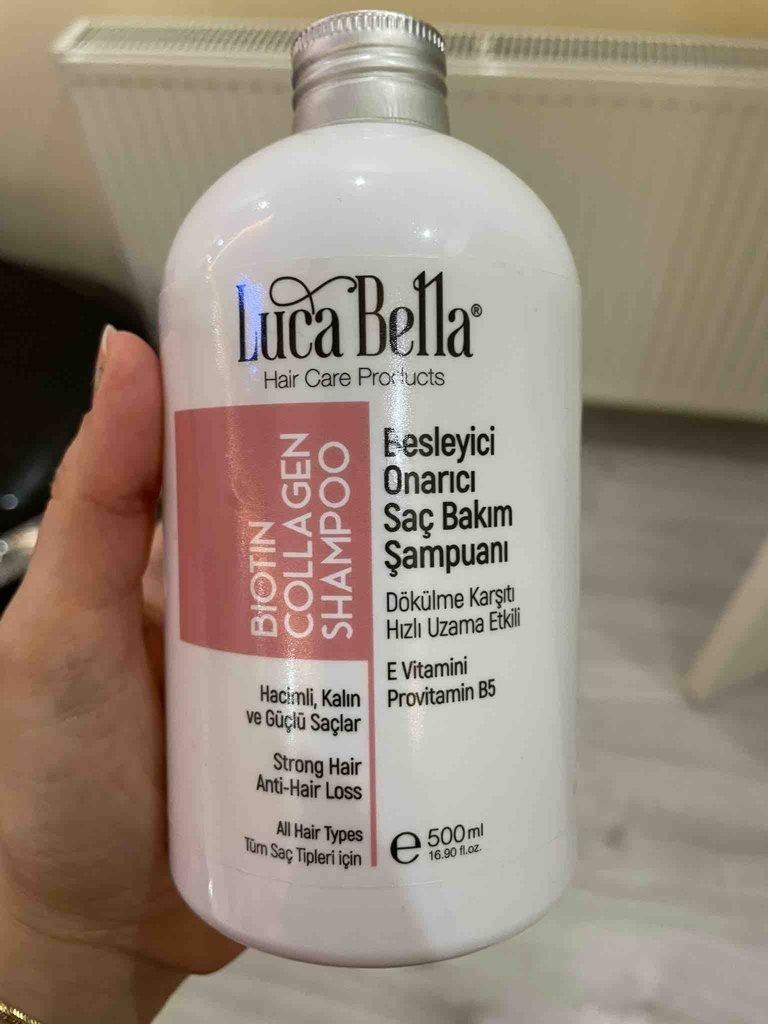 Luca Bella®
Hair Care Products
BIOTIN
COLLAGEN
SHAMPOO
Besleyici
Onarıcı
Saç Bakım
Şampuanı
Dökülme Karşıtı
Hızlı Uzama Etkili
E Vitamini
Provitamin B5
Hacimli, Kalın
ve Güçlü Saçlar
Strong Hair
Anti-Hair Loss
All Hair Types
Tüm Saç Tipleri için
e 500 ml
16.90 fl.oz.